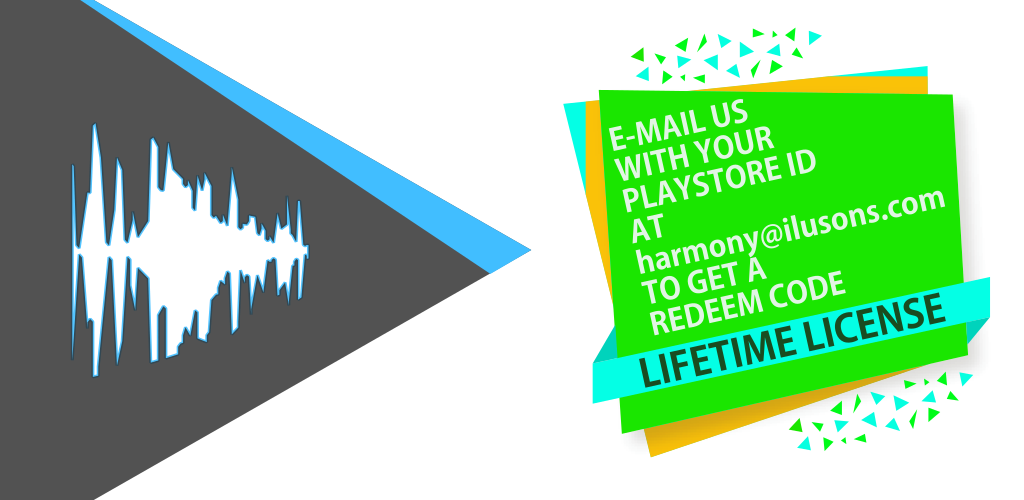 E-MAIL US
WITH YOUR
PLAYSTORE ID
AT
harmony@ilusons.com
TO GET A
REDEEM CODE
LIFETIME LICENSE